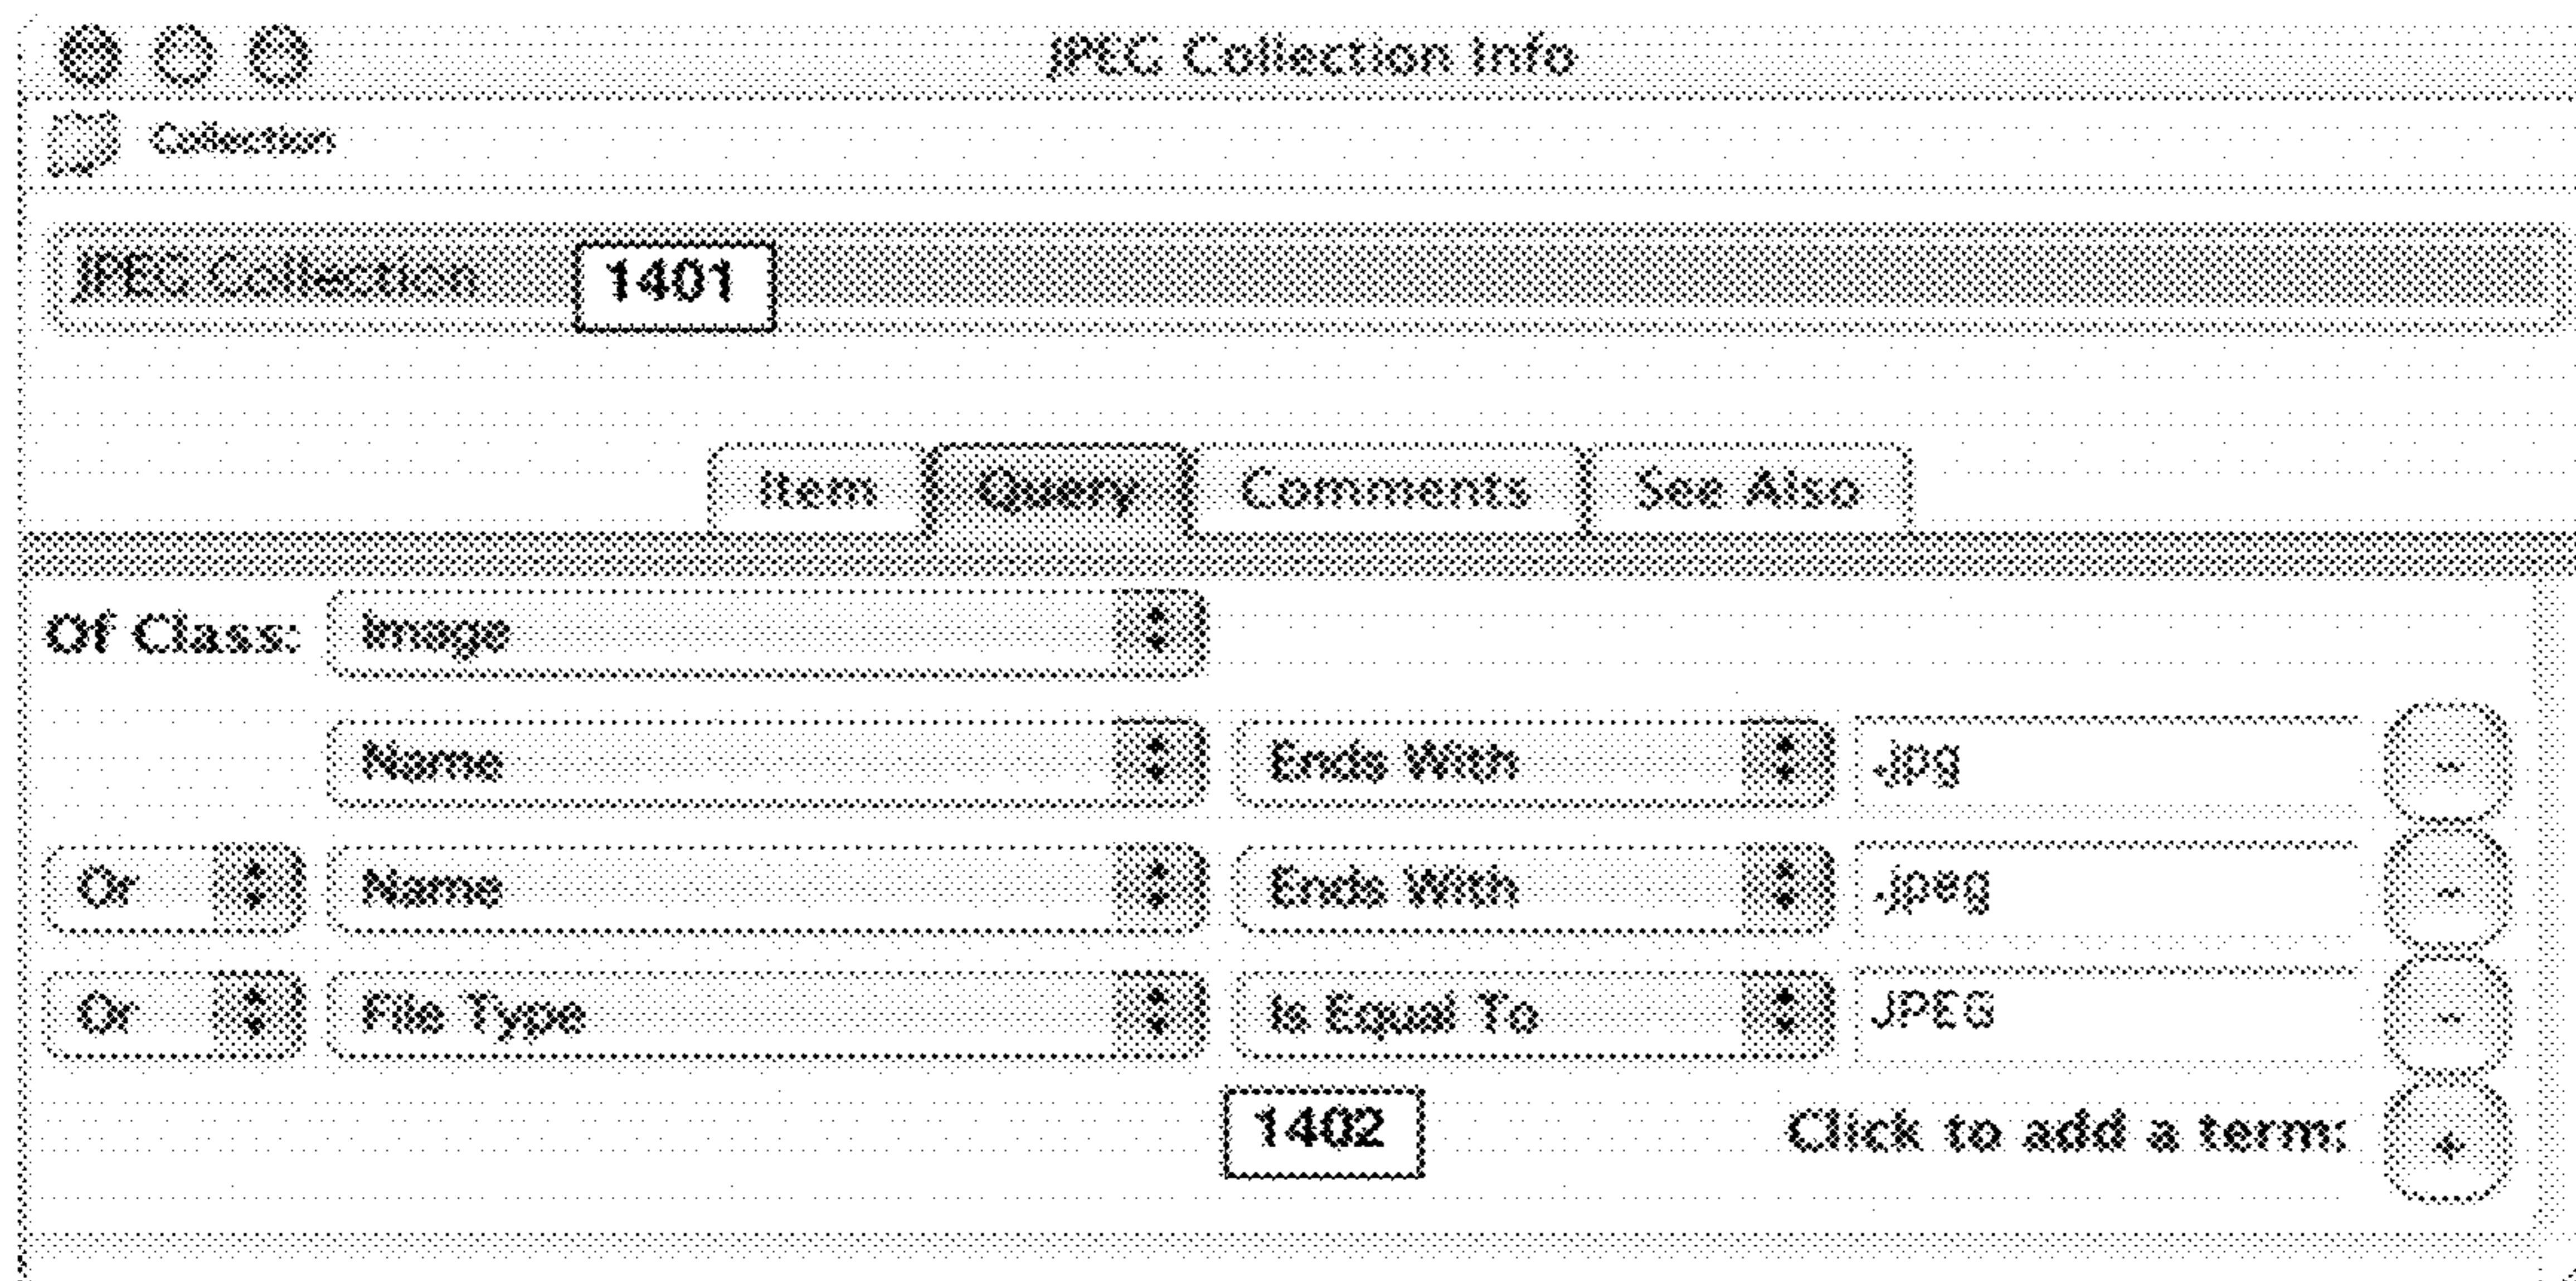 JPEG Collection Info
Collection
JPEG Collection 1401
Item Query Comments See Also
Of Class: Image
Name Ends With .jpg -
Or Name Ends With .jpeg -
Or File Type Is Equal To JPEG -
1402 Click to add a term: +